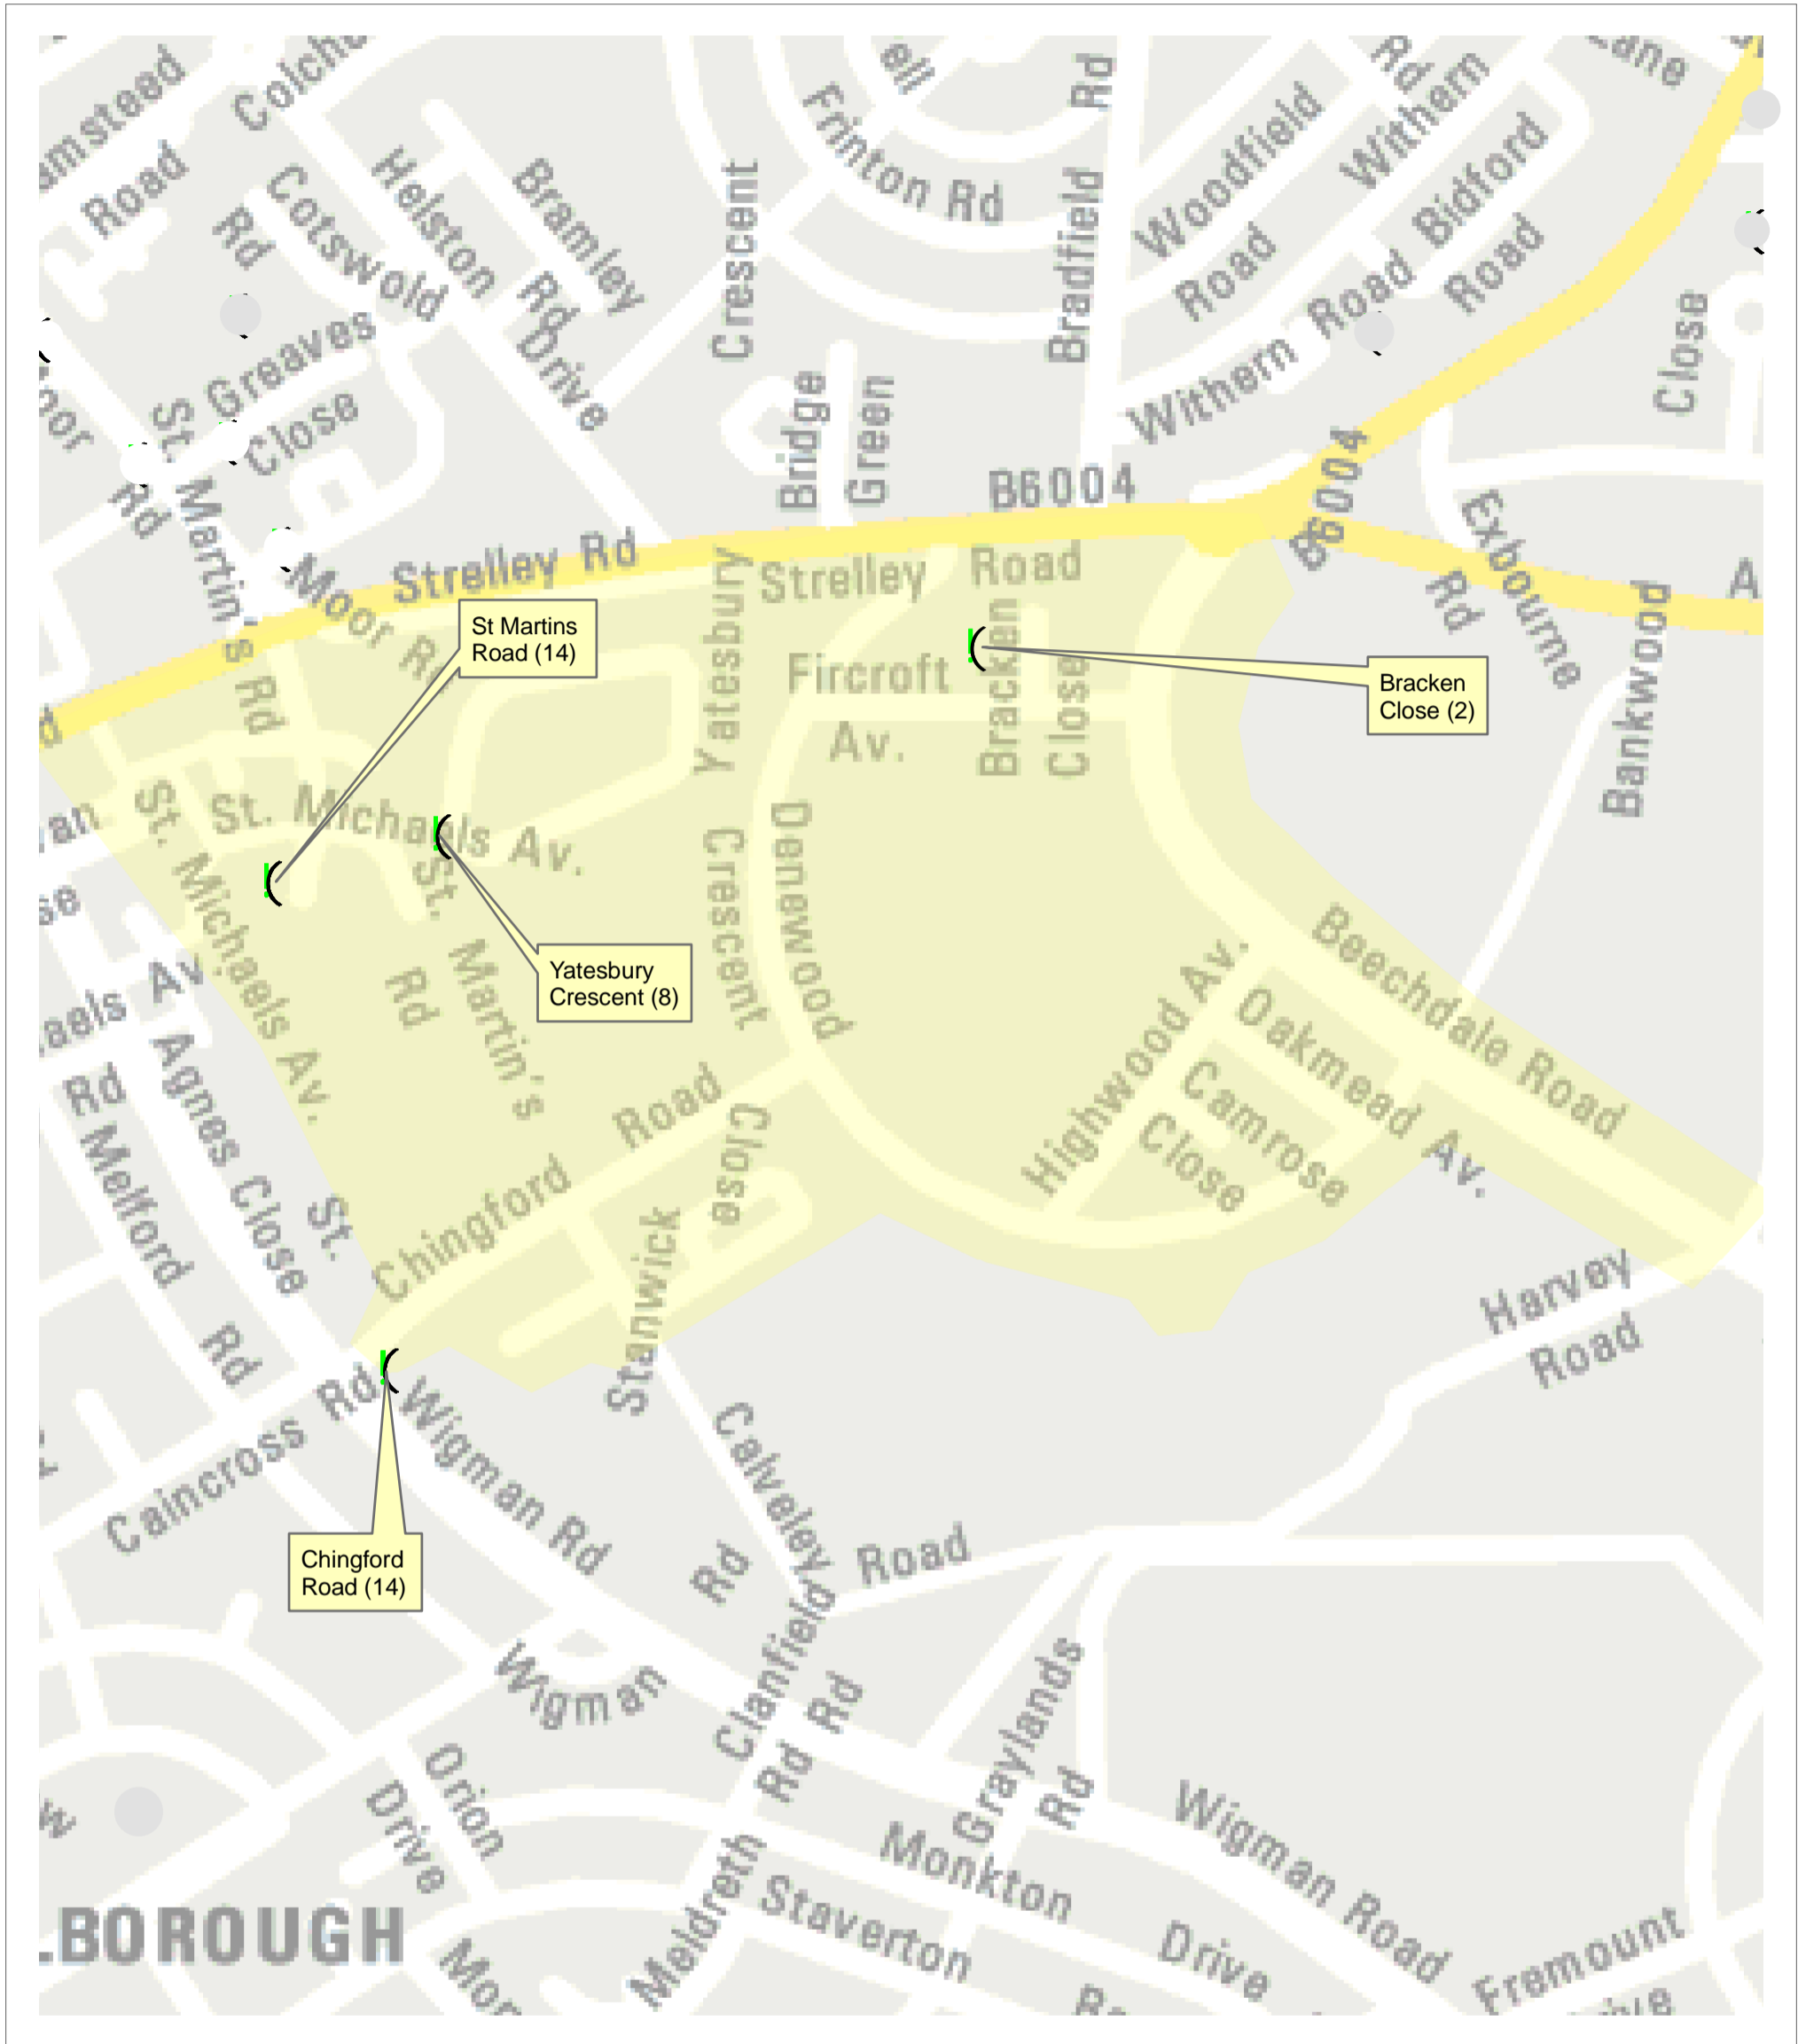 Colch
amsteed
Road
Cotswold
Rd
Helston
Drive
Bramley
Rd
Crescent
ell
Frinton Rd
Bradfield
Rd
Woodfield
Road
Rd
Withern
Road
Bidford
Road
Lane
Withern
Close
Greaves
Close
St.
Martin's
Rd
Rd
Moor Rd
Bridge
Green
B6004
B6004
Strelley Rd
Strelley Road
Exbourne
Rd
Bankwood
A
St Martins
Road (14)
Yatesbury
Crescent
Fircroft
Av.
Bracken
Close
Bracken
Close (2)
St. Michaels Av.
St. Michaels Av.
St.
Martin's
Rd
Denewood
Yatesbury
Crescent (8)
Beechdale Road
Highwood Av.
Oakmead Av.
Camrose
Close
Agnes Close
St.
Rd
Melford
Rd
Chingford Road
Stanwick
Close
Harvey
Road
Caincross Rd
Wigman Rd
Calveley
Rd
Road
Chingford
Road (14)
Wigman
Clanfield
Rd
Rd
Graylands
Rd
Orion
Drive
Meldreth
Monkton
Drive
Wigman Road
Staverton
Fremount
.BOROUGH